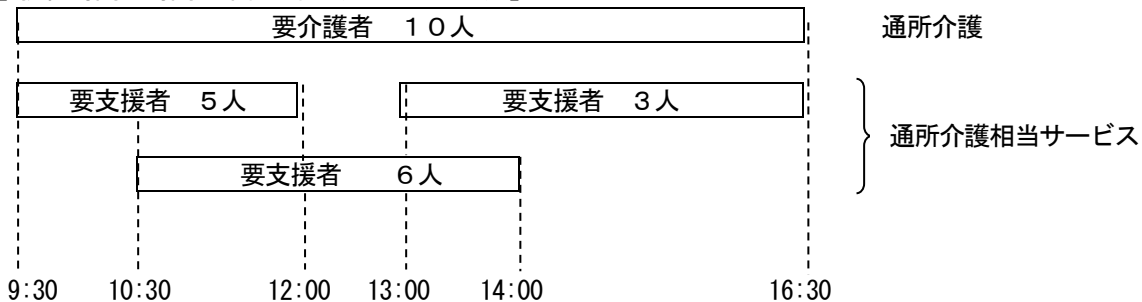 要介護者 １０人 通所介護
要支援者 ５人 要支援者 ３人
通所介護相当サービス
要支援者 ６人
9:30 10:30 12:00 13:00 14:00 16:30